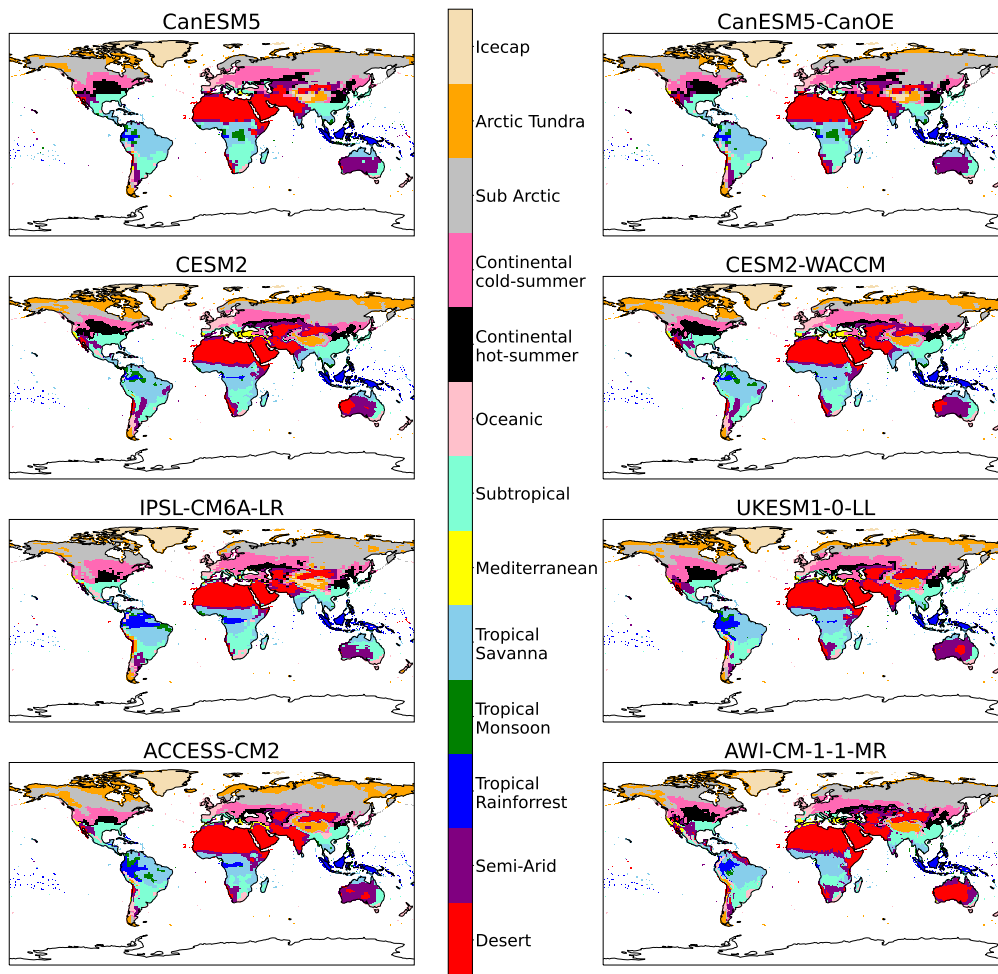 CanESM5
CanESM5-CanOE
CESM2
CESM2-WACCM
IPSL-CM6A-LR
UKESM1-0-LL
ACCESS-CM2
AWI-CM-1-1-MR
Icecap
Arctic Tundra
Sub Arctic
Continental
cold-summer
Continental
hot-summer
Oceanic
Subtropical
Mediterranean
Tropical
Savanna
Tropical
Monsoon
Tropical
Rainforrest
Semi-Arid
Desert